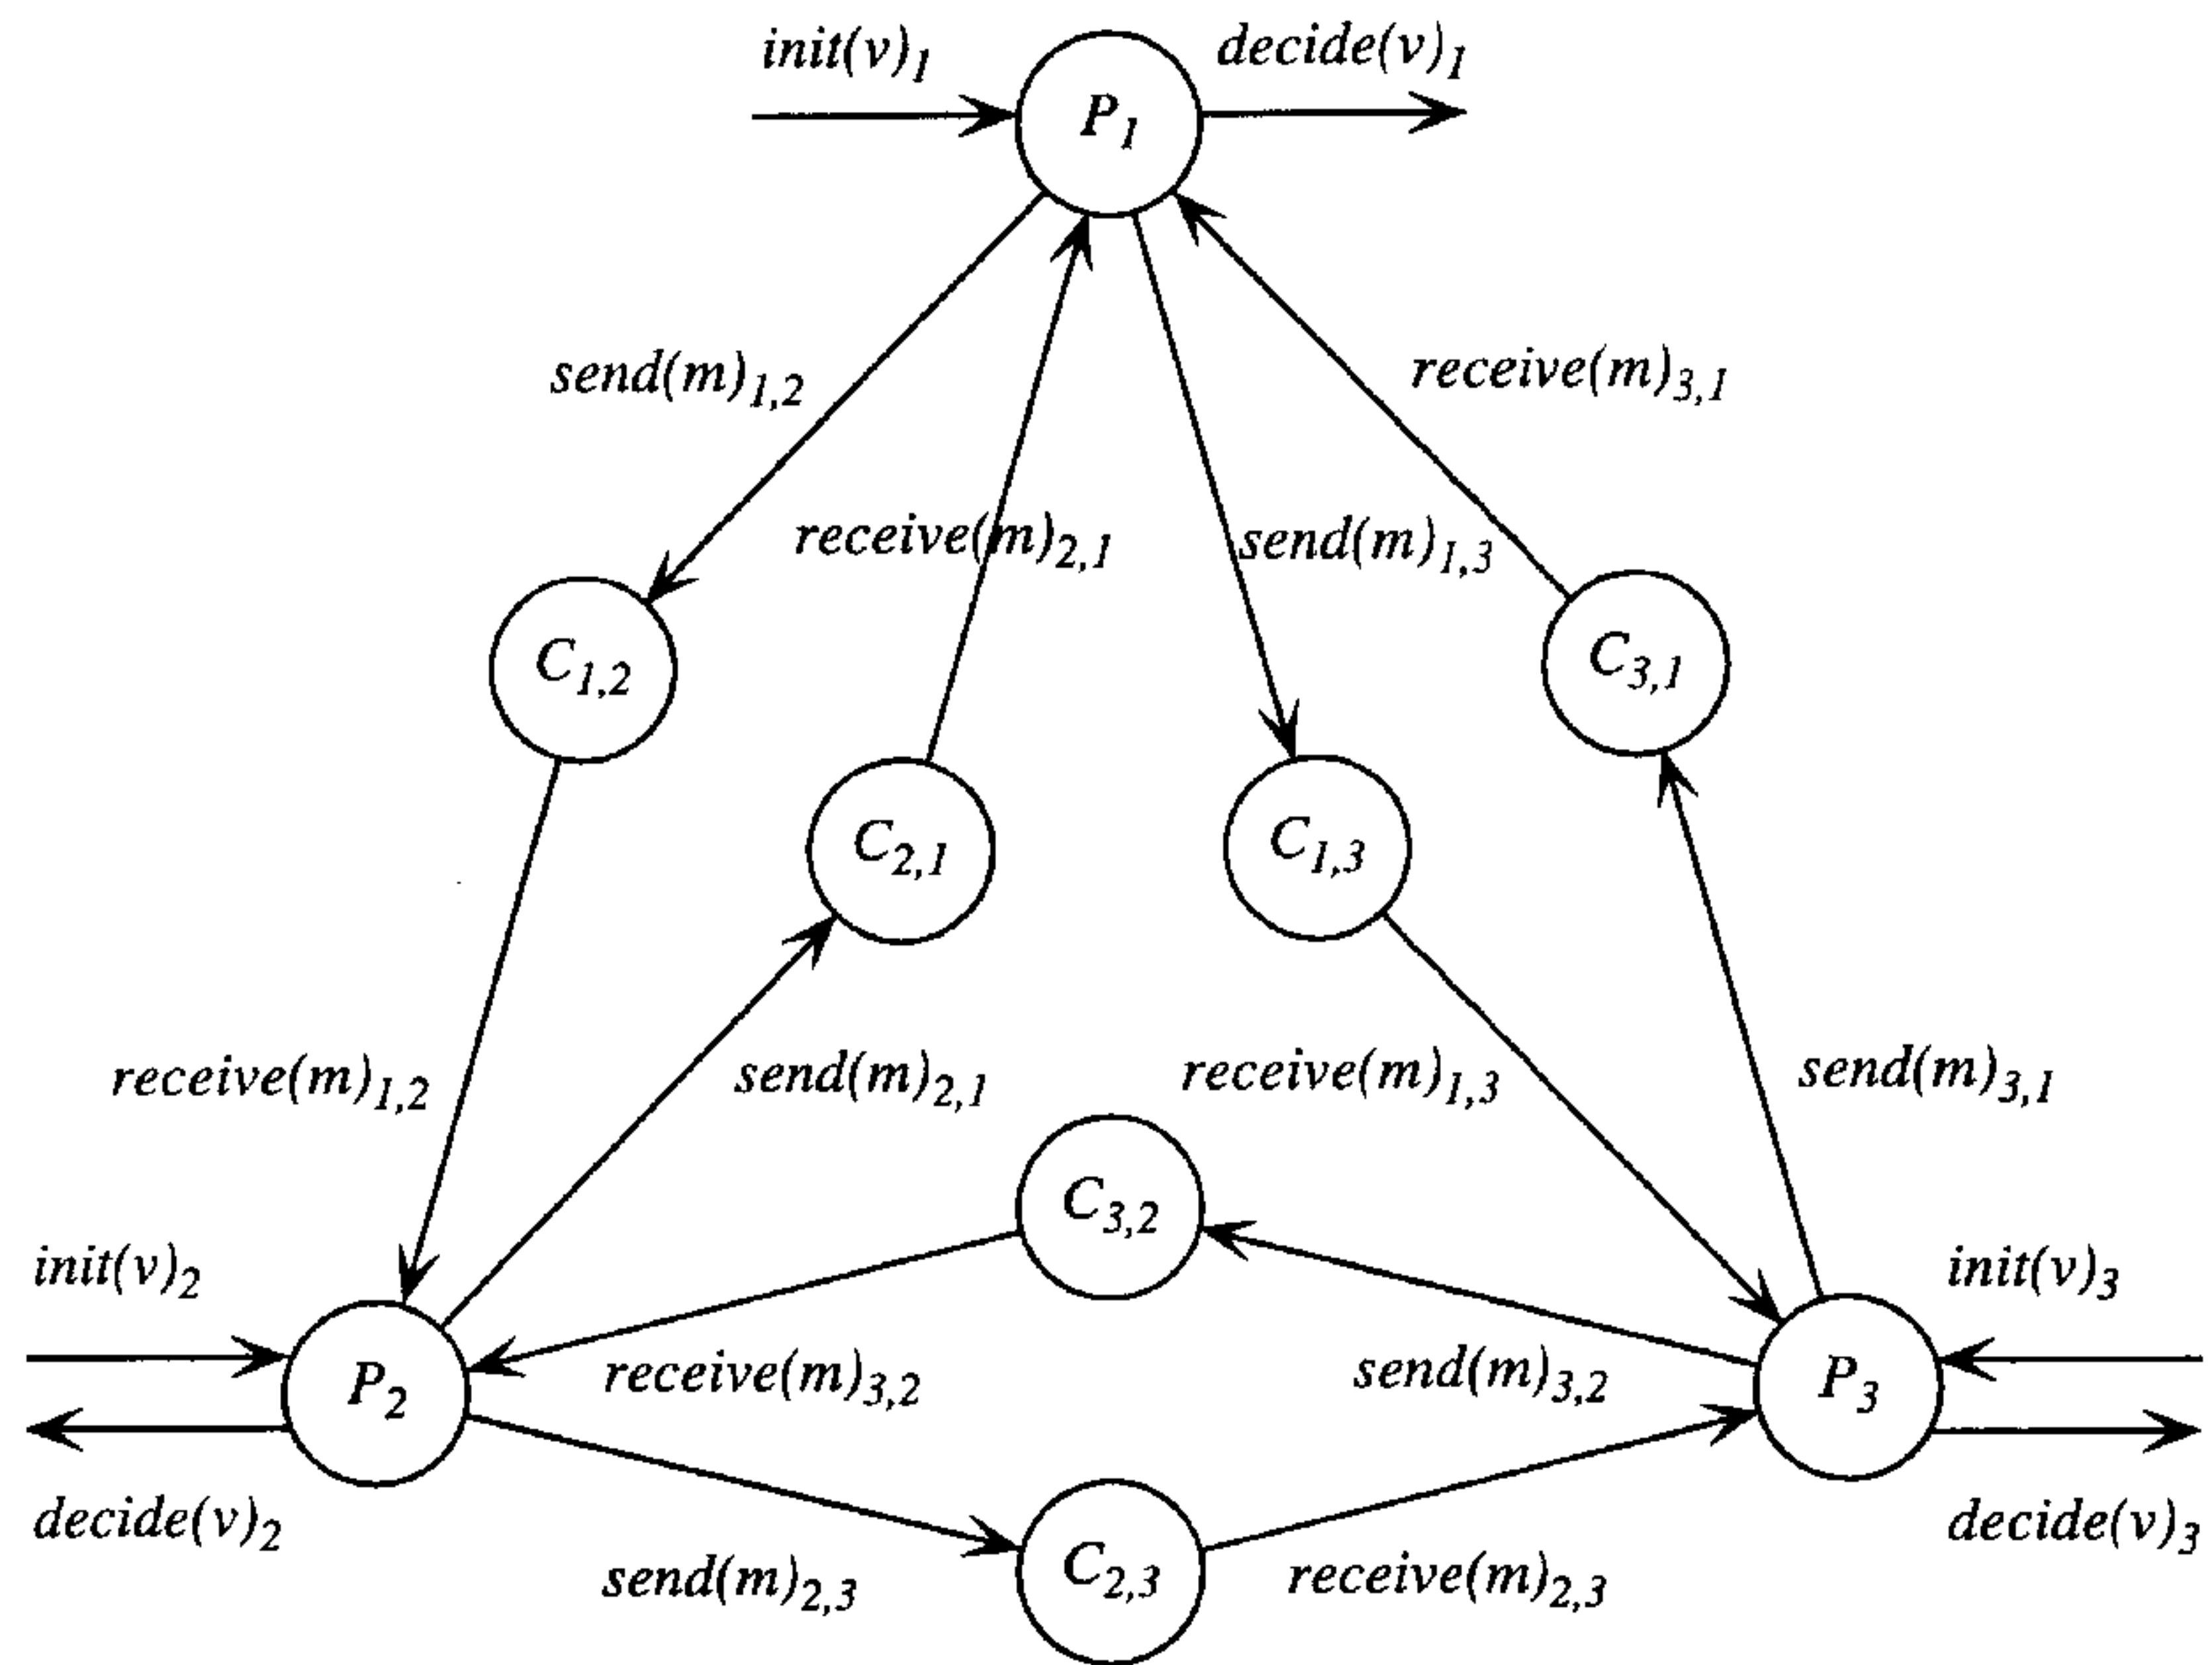 init(v)1
decide(v)1
P1
send(m)1,2
receive(m)3,1
receive(m)2,1
send(m)1,3
C1,2
C3,1
C2,1
C1,3
receive(m)1,2
send(m)2,1
receive(m)1,3
send(m)3,1
C3,2
init(v)2
init(v)3
P2
receive(m)3,2
send(m)3,2
P3
decide(v)2
decide(v)3
send(m)2,3
C2,3
receive(m)2,3